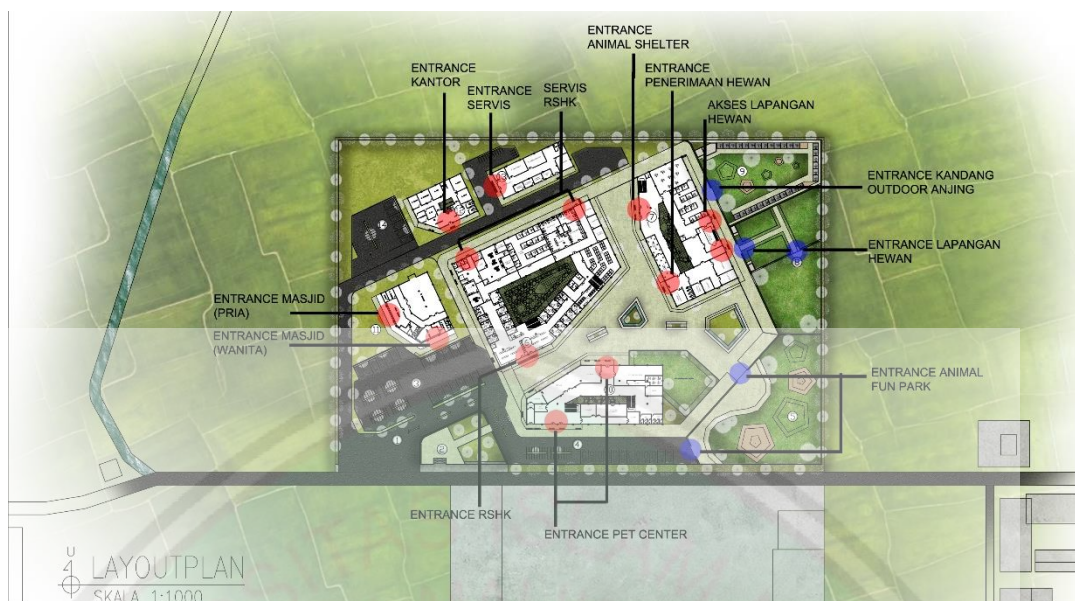 ENTRANCE
ANIMAL SHELTER
ENTRANCE
KANTOR
ENTRANCE
SERVIS
SERVIS
RSHK
ENTRANCE
PENERIMAAN HEWAN
AKSES LAPANGAN
HEWAN
ENTRANCE KANDANG
OUTDOOR ANJING
ENTRANCE LAPANGAN
HEWAN
ENTRANCE MASJID
(PRIA)
ENTRANCE MASJID
(WANITA)
ENTRANCE ANIMAL
FUN PARK
ENTRANCE RSHK
ENTRANCE PET CENTER
U
LAYOUTPLAN
SKALA 1:1000